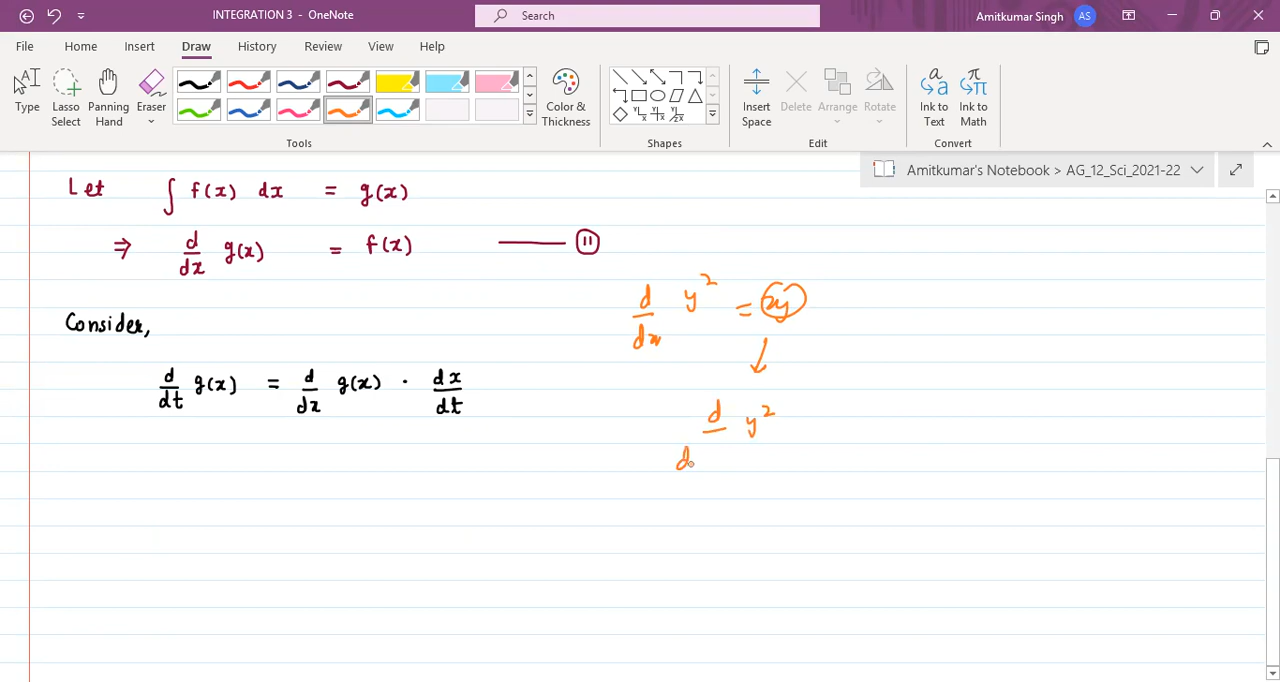 INTEGRATION 3 - OneNote
Search
Amitkumar Singh AS
File Home Insert Draw History Review View Help
Type Lasso Select Panning Hand Eraser Color & Thickness Insert Space Delete Arrange Rotate Ink to Text Ink to Math
Tools Shapes Edit Convert
Amitkumar's Notebook > AG_12_Sci_2021-22
Let ∫ f(x) dx = g(x)
⇒ d/dx g(x) = f(x) —— (11)
d/dx y² = 2y
Consider,
d/dt g(x) = d/dx g(x) · dx/dt
d/ y²
d